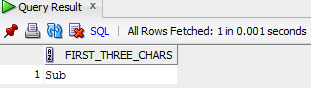 Query Result x
SQL | All Rows Fetched: 1 in 0.001 seconds
FIRST_THREE_CHARS
1 Sub